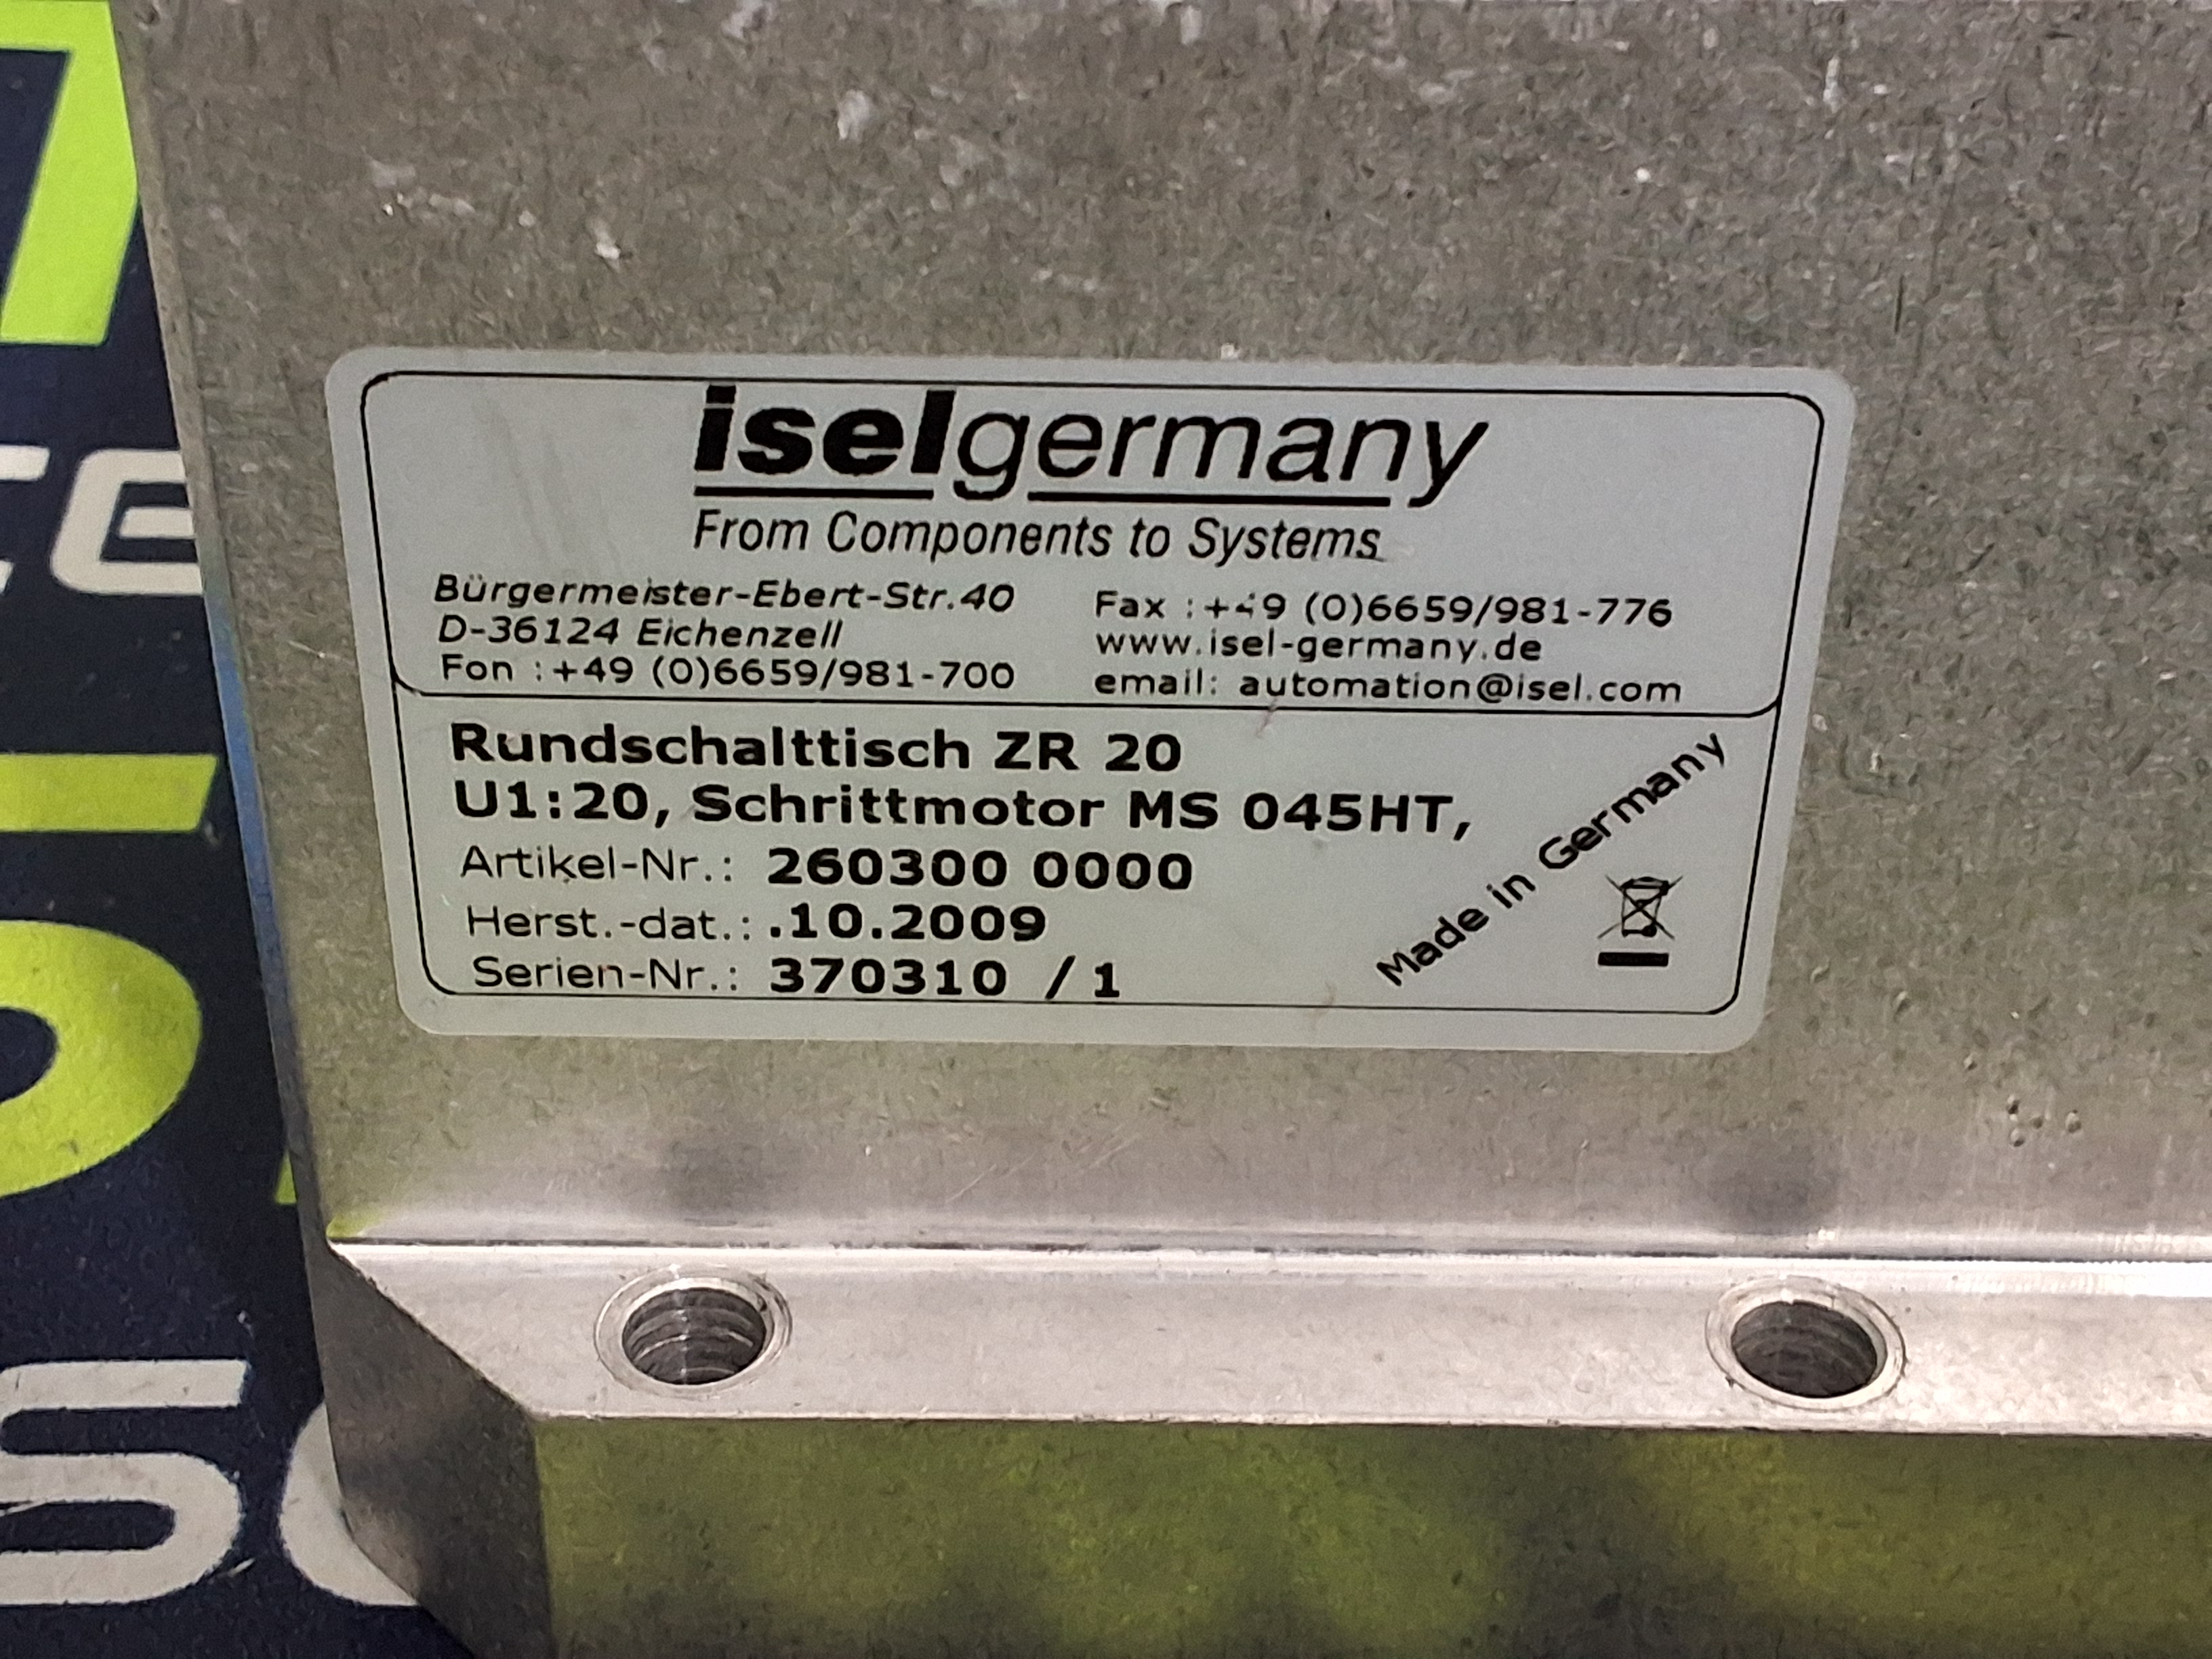 iselgermany
From Components to Systems
Bürgermeister-Ebert-Str.40
D-36124 Eichenzell
Fon :+49 (0)6659/981-700
Fax :+49 (0)6659/981-776
www.isel-germany.de
email: automation@isel.com
Rundschalttisch ZR 20
U1:20, Schrittmotor MS 045HT,
Artikel-Nr.: 260300 0000
Herst.-dat.: .10.2009
Serien-Nr.: 370310 /1
Made in Germany